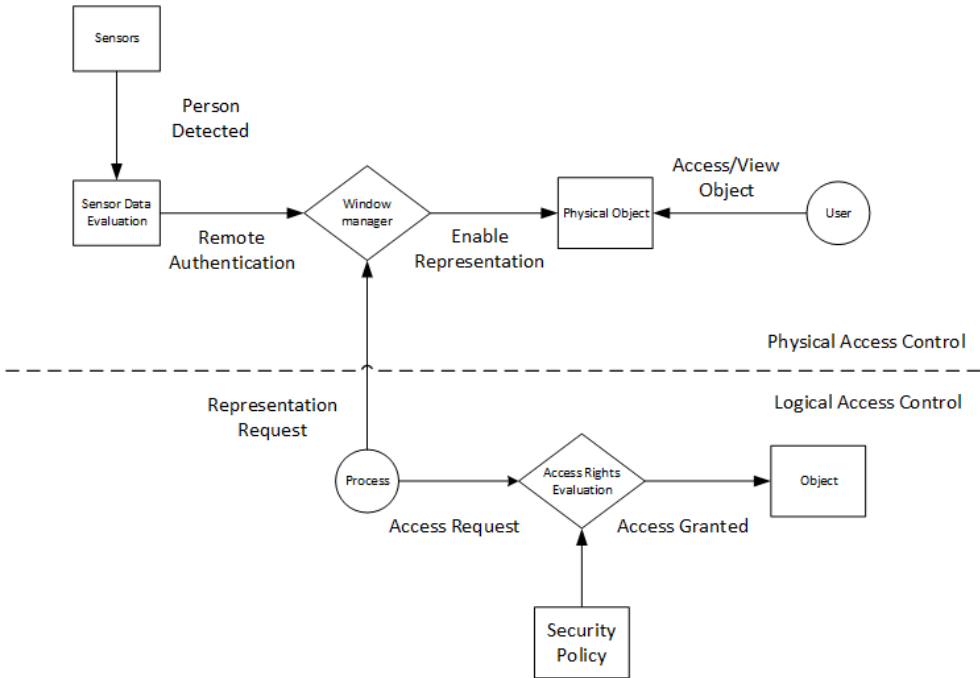 Sensors
Person
Detected
Sensor Data
Evaluation
Remote
Authentication
Window
manager
Enable
Representation
Physical Object
Access/View
Object
User
Physical Access Control
Logical Access Control
Representation
Request
Process
Access Request
Access Rights
Evaluation
Access Granted
Object
Security
Policy